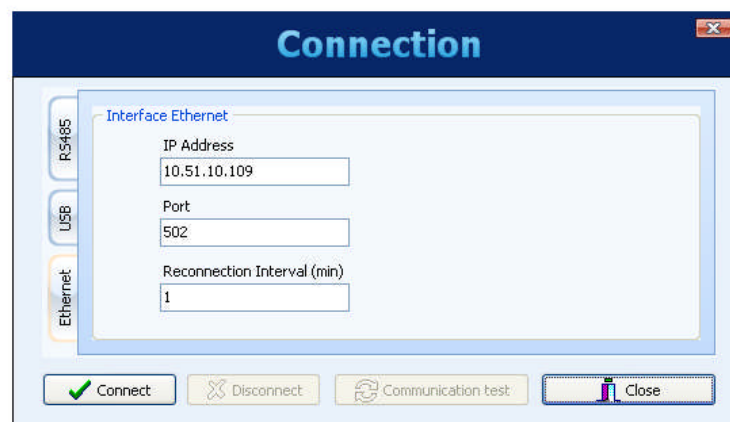 Connection
RS485
USB
Ethernet
Interface Ethernet
IP Address
10.51.10.109
Port
502
Reconnection Interval (min)
1
Connect
Disconnect
Communication test
Close